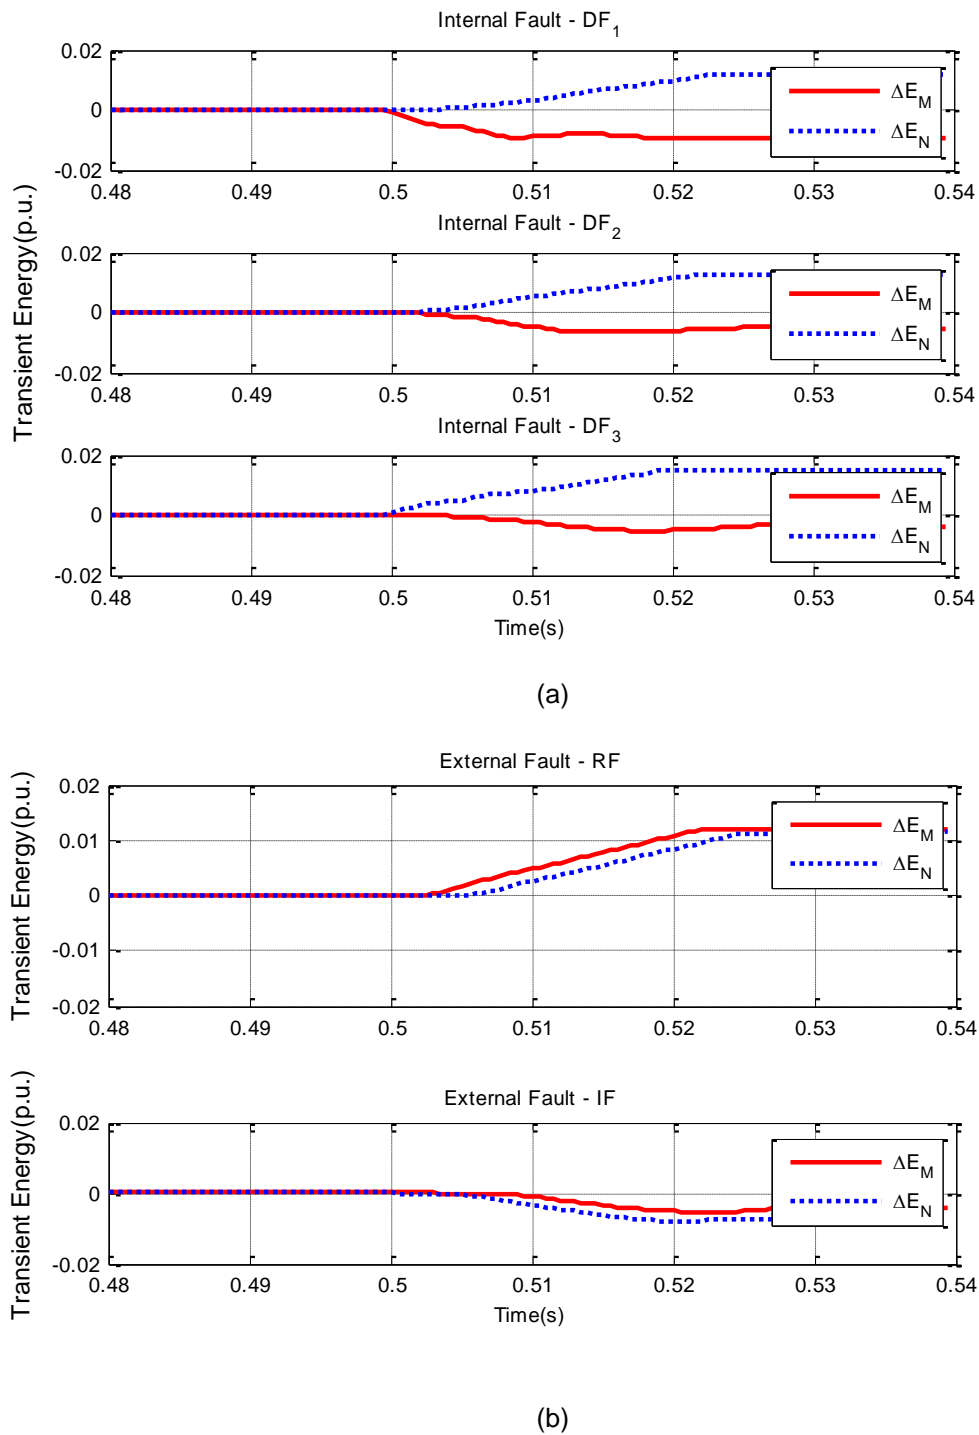 Internal Fault - DF1
0.02
0
-0.02
0.48 0.49 0.5 0.51 0.52 0.53 0.54
ΔEM
ΔEN
Internal Fault - DF2
0.02
0
-0.02
0.48 0.49 0.5 0.51 0.52 0.53 0.54
ΔEM
ΔEN
Transient Energy(p.u.)
Internal Fault - DF3
0.02
0
-0.02
0.48 0.49 0.5 0.51 0.52 0.53 0.54
ΔEM
ΔEN
Time(s)
(a)
External Fault - RF
0.02
0.01
0
-0.01
-0.02
0.48 0.49 0.5 0.51 0.52 0.53 0.54
ΔEM
ΔEN
Transient Energy(p.u.)
External Fault - IF
0.02
0
-0.02
0.48 0.49 0.5 0.51 0.52 0.53 0.54
ΔEM
ΔEN
Transient Energy(p.u.)
Time(s)
(b)